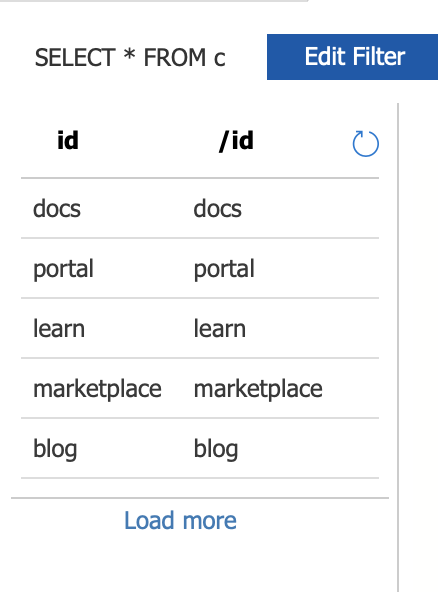 SELECT * FROM c Edit Filter
id /id
docs docs
portal portal
learn learn
marketplace marketplace
blog blog
Load more